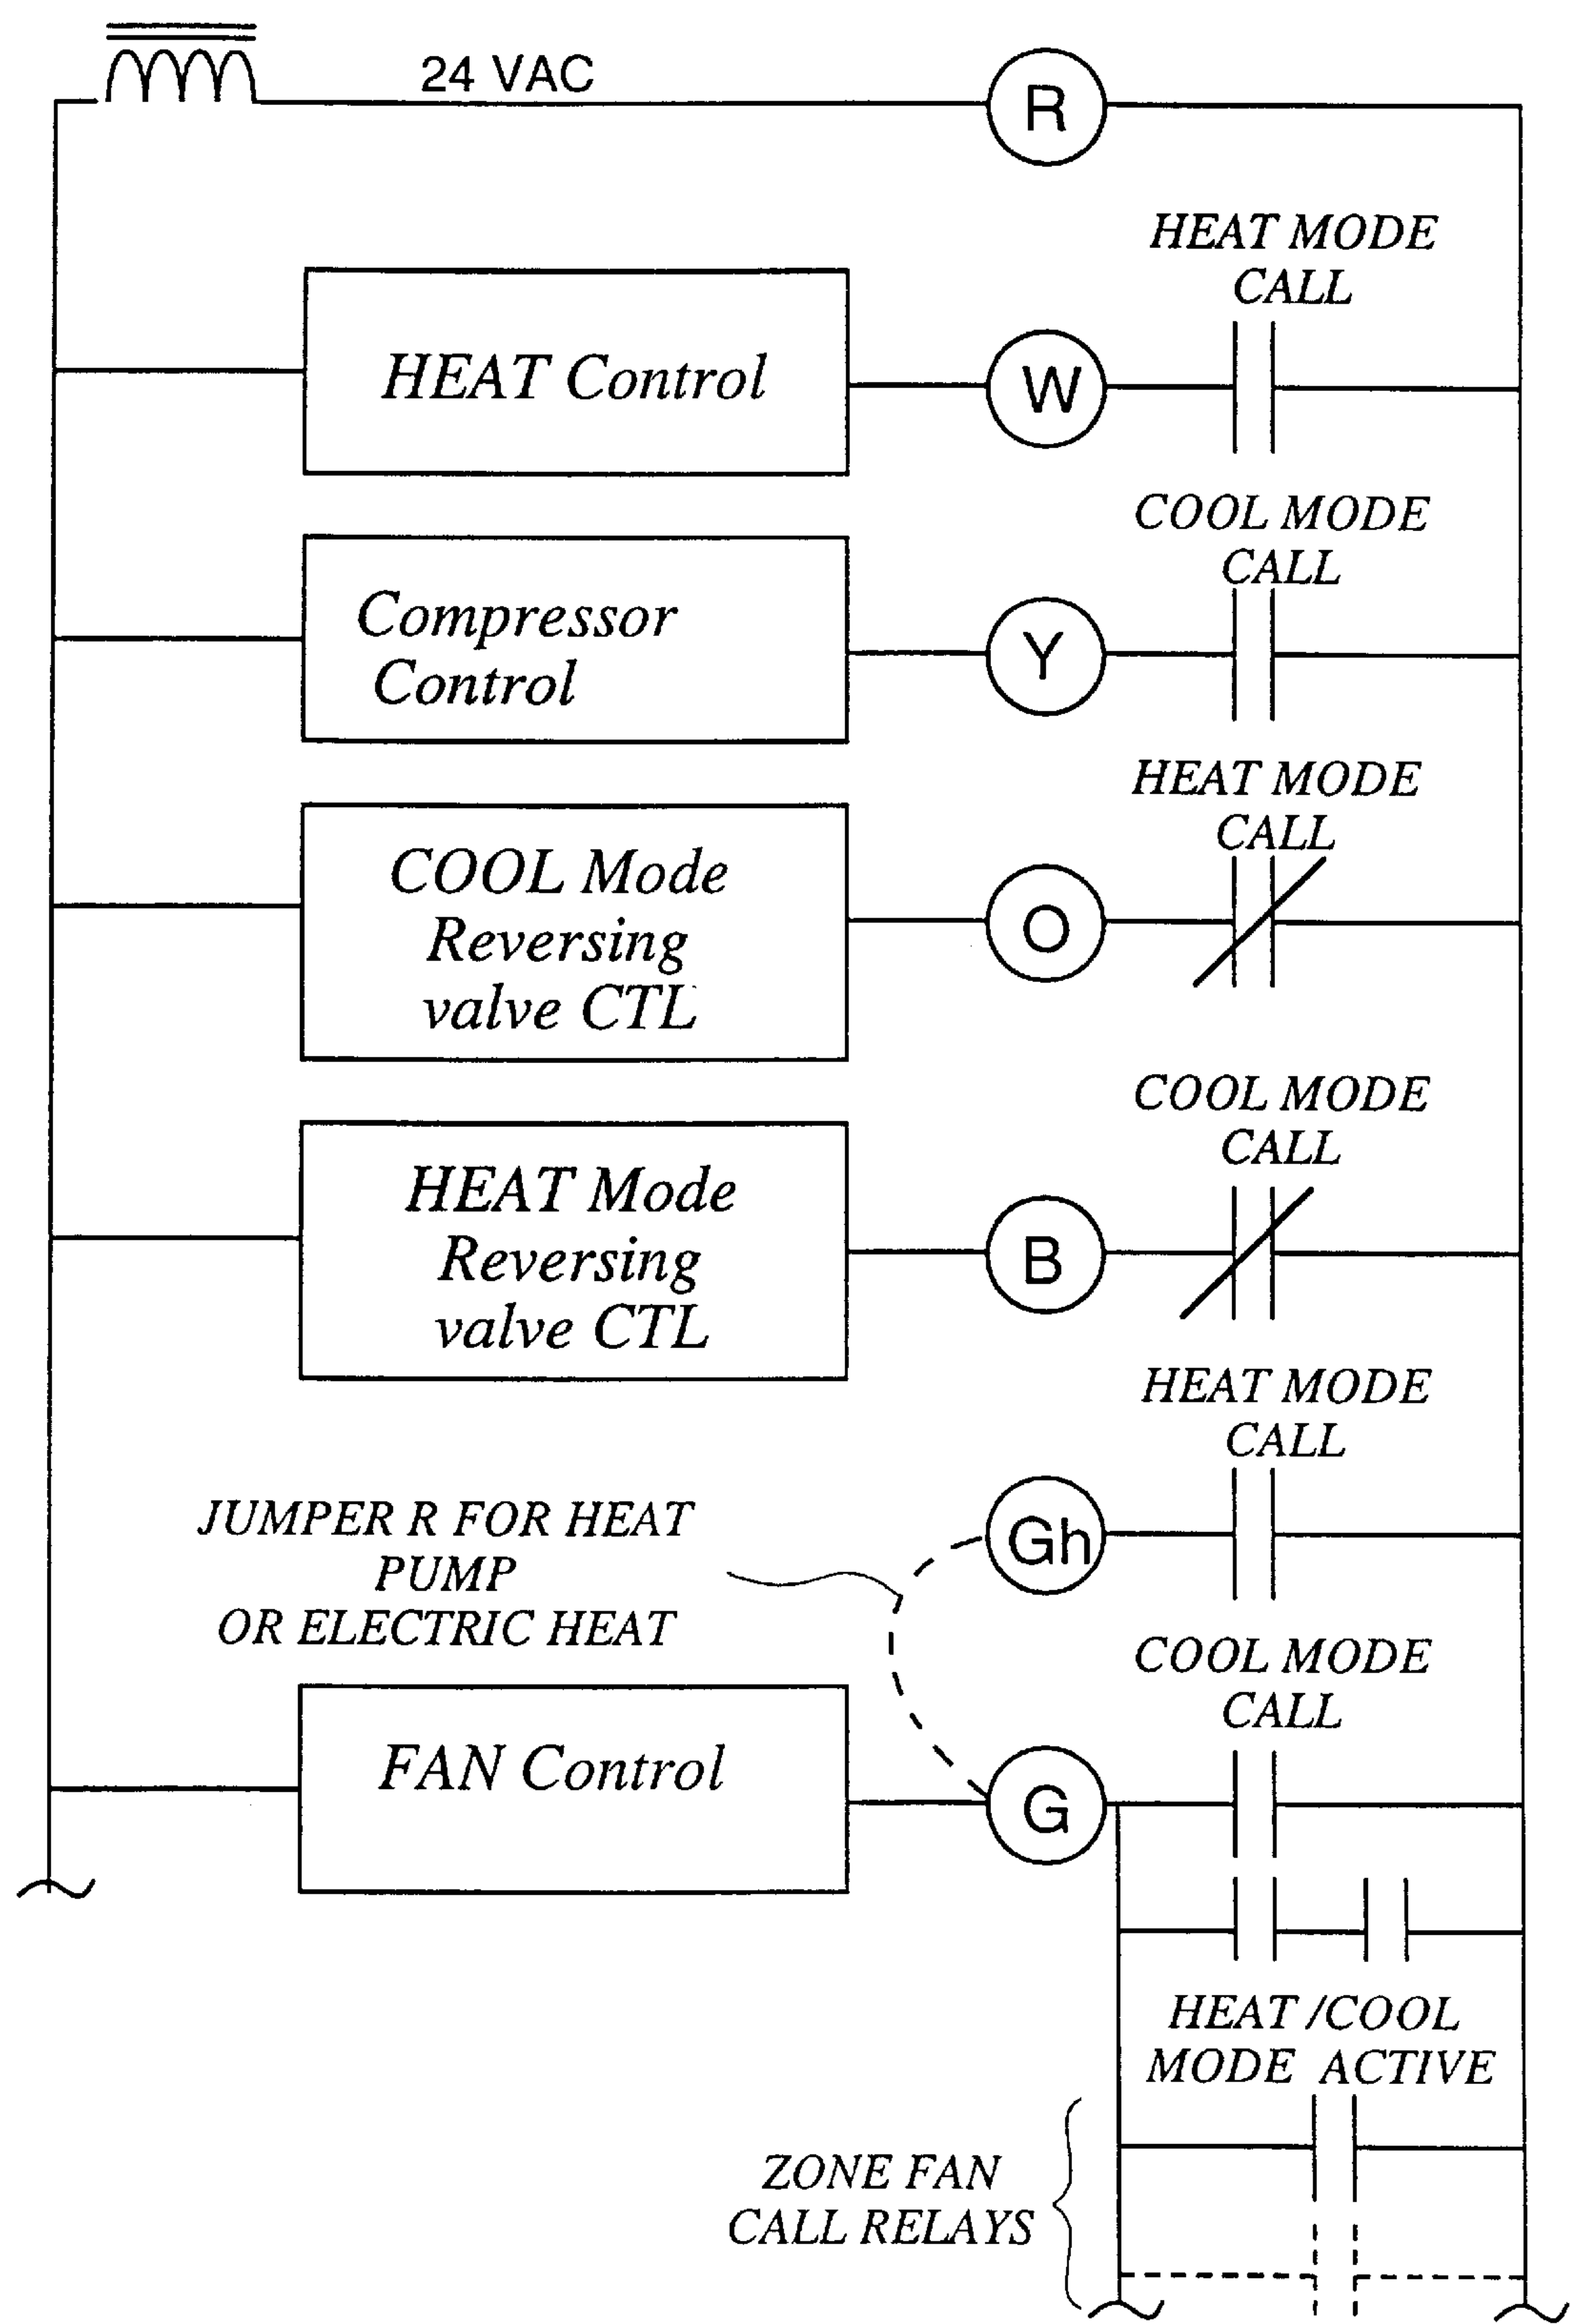 24 VAC
R
HEAT MODE
CALL
HEAT Control
W
COOL MODE
CALL
Compressor
Control
Y
HEAT MODE
CALL
COOL Mode
Reversing
valve CTL
O
COOL MODE
CALL
HEAT Mode
Reversing
valve CTL
B
HEAT MODE
CALL
JUMPER R FOR HEAT
PUMP
OR ELECTRIC HEAT
Gh
COOL MODE
CALL
FAN Control
G
HEAT /COOL
MODE ACTIVE
ZONE FAN
CALL RELAYS